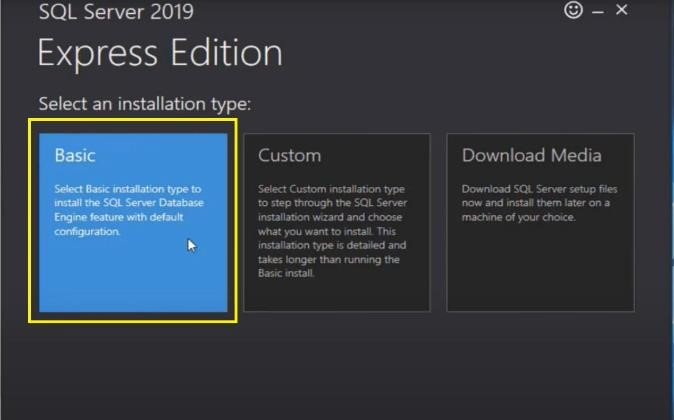 SQL Server 2019
Express Edition
Select an installation type:
Basic
Select Basic installation type to
install the SQL Server Database
Engine feature with default
configuration.
Custom
Select Custom installation type
to step through the SQL Server
installation wizard and choose
what you want to install. This
installation type is detailed and
takes longer than running the
Basic install.
Download Media
Download SQL Server setup files
now and install them later on a
machine of your choice.